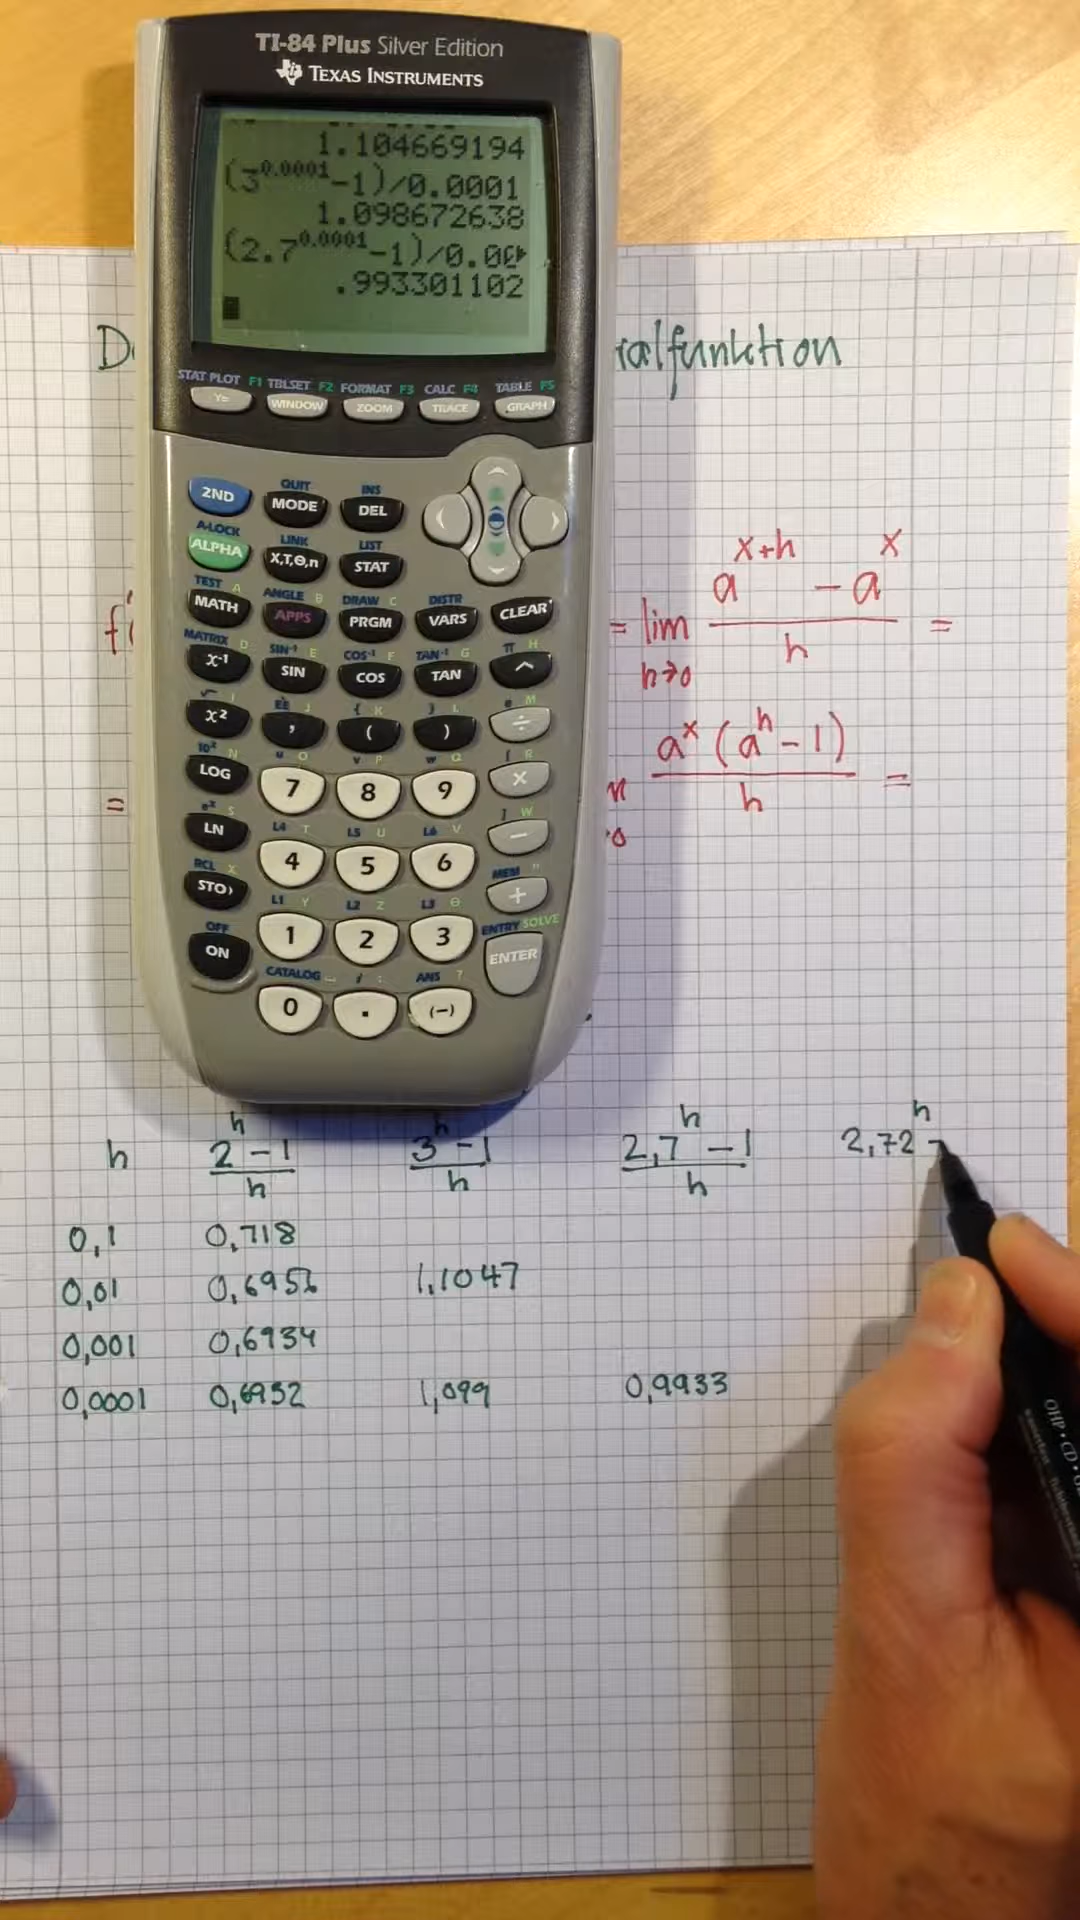 TI-84 Plus Silver Edition
TEXAS INSTRUMENTS
1.104669194
(3^0.0001-1)/0.0001
1.098672638
(2.7^0.0001-1)/0.00▸
.993301102
D alfunktion
STAT PLOT F1 TBLSET F2 FORMAT F3 CALC F4 TABLE F5
Y= WINDOW ZOOM TRACE GRAPH
QUIT INS
2ND MODE DEL
A-LOCK LINK LIST
ALPHA X,T,Θ,n STAT
TEST A ANGLE B DRAW C DISTR
MATH APPS PRGM VARS CLEAR
MATRIX D SIN⁻¹ E COS⁻¹ F TAN⁻¹ G π H
x⁻¹ SIN COS TAN ^
√ I EE J { K } L e M
x² , ( ) ÷
10ˣ N u O v P w Q [ R
LOG 7 8 9 ×
eˣ S L4 T L5 U L6 V ] W
LN 4 5 6 −
RCL X L1 Y L2 Z L3 θ MEM "
STO› 1 2 3 +
OFF ENTRY SOLVE
ON ENTER
CATALOG i : ANS ?
0 . (-)
f'( = lim (a^(x+h) - a^x)/h =
h→0
= a^x (a^h - 1)/h =
h (2^h - 1)/h (3^h - 1)/h (2,7^h - 1)/h 2,72^h -
0,1 0,718
0,01 1,1047
0,001 0,6934
0,0001 0,6932 1,099 0,9933
OHP • CD •